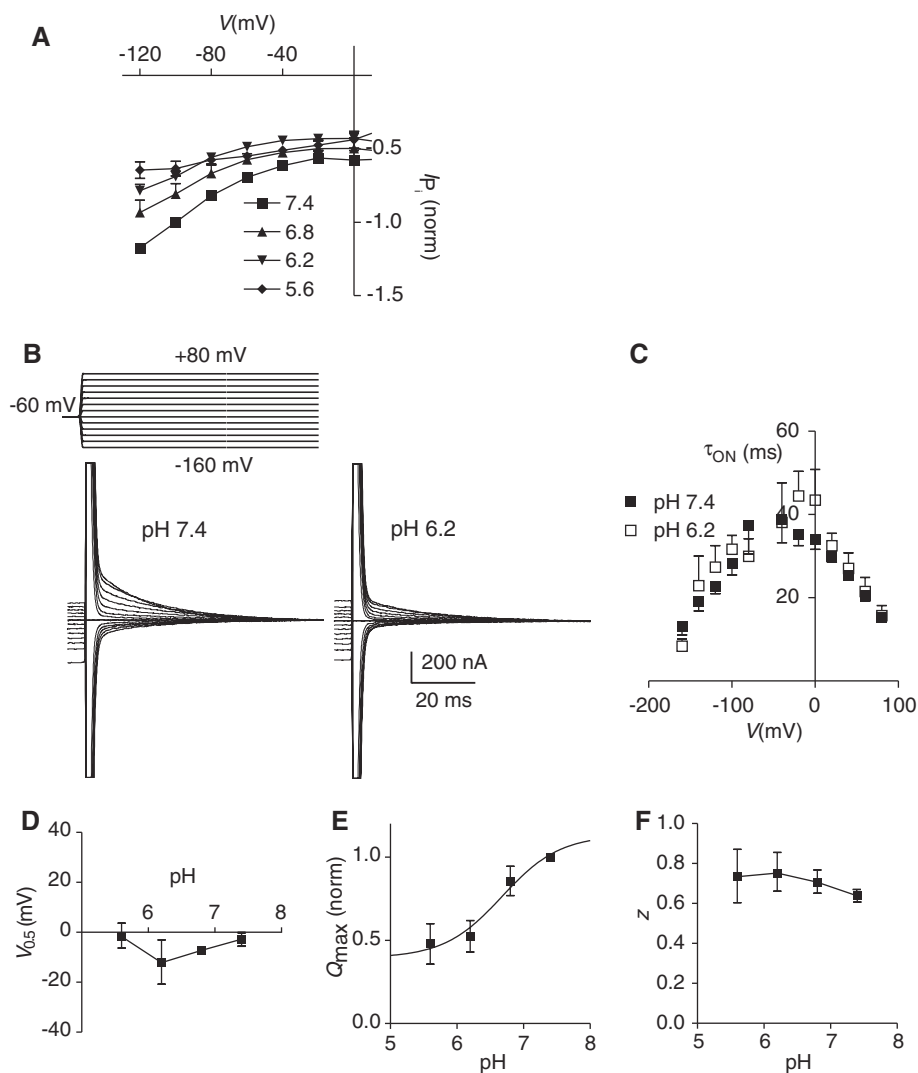 A
V(mV)
-120 -80 -40
-0.5
-1.0
-1.5
I Pi (norm)
7.4
6.8
6.2
5.6
B
+80 mV
-60 mV
-160 mV
pH 7.4
pH 6.2
200 nA
20 ms
C
60
τON (ms)
pH 7.4
pH 6.2
40
20
-200 -100 0 100
V(mV)
D
40
20
0
-20
-40
V0.5 (mV)
pH
6 7 8
E
1.0
0.5
0.0
Qmax (norm)
5 6 7 8
pH
F
1.0
0.8
0.6
0.4
0.2
0.0
z
5 6 7 8
pH